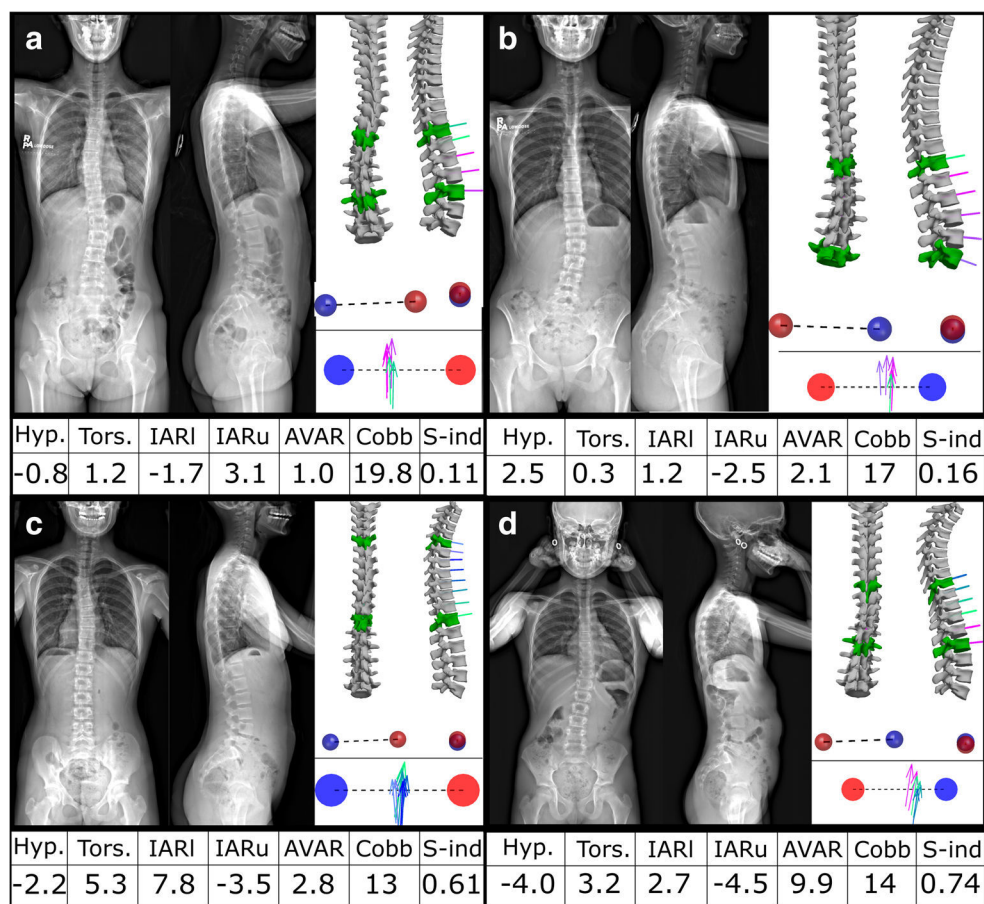 a
b
R
PA LONDOSS
R
PA LONDOSS
Hyp. Tors. IARl IARu AVAR Cobb S-ind
-0.8 1.2 -1.7 3.1 1.0 19.8 0.11
Hyp. Tors. IARl IARu AVAR Cobb S-ind
2.5 0.3 1.2 -2.5 2.1 17 0.16
c
d
Hyp. Tors. IARl IARu AVAR Cobb S-ind
-2.2 5.3 7.8 -3.5 2.8 13 0.61
Hyp. Tors. IARl IARu AVAR Cobb S-ind
-4.0 3.2 2.7 -4.5 9.9 14 0.74